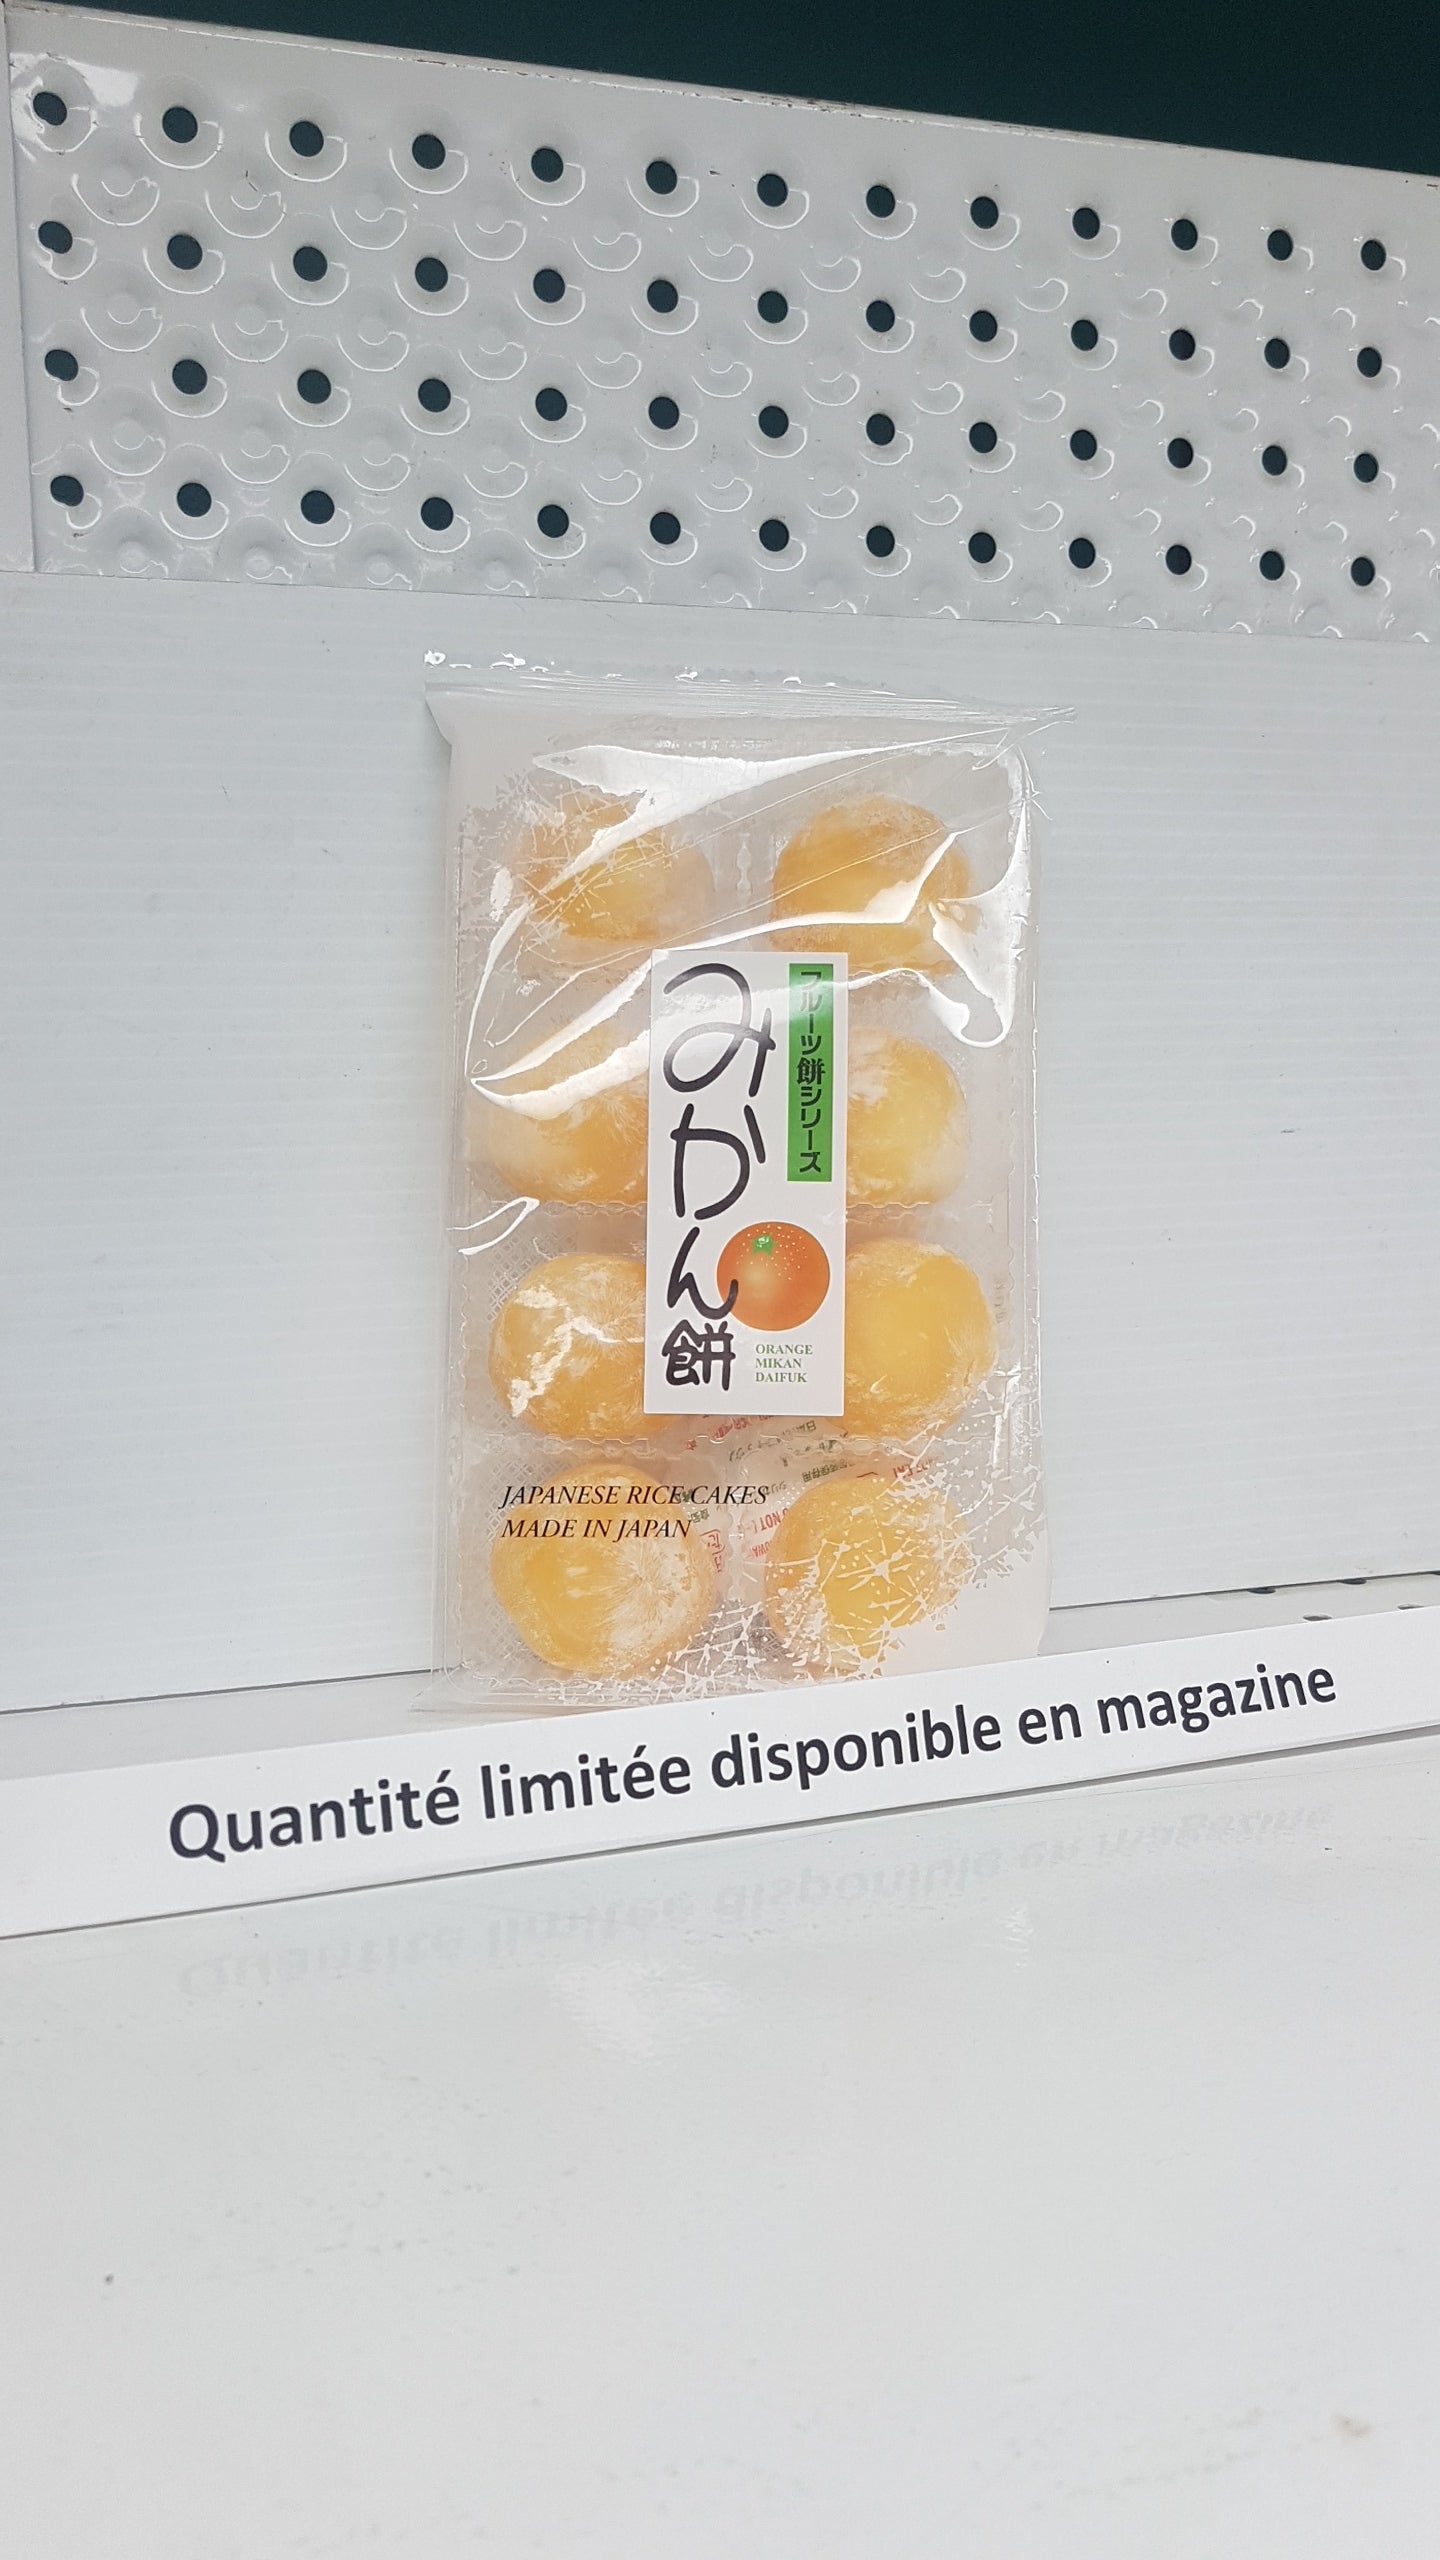 フルーツ餅シリーズ
みかん餅
ORANGE
MIKAN
DAIFUK
JAPANESE RICE CAKES
MADE IN JAPAN
Quantité limitée disponible en magazine